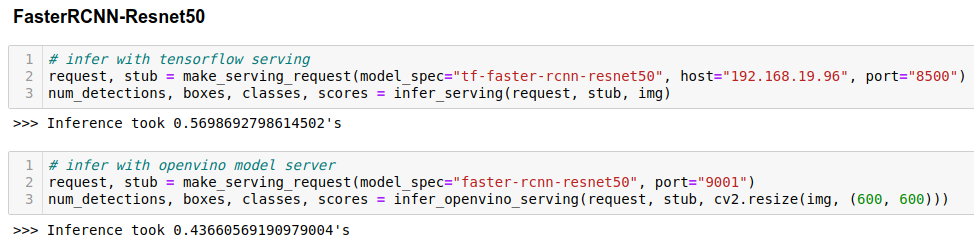 FasterRCNN-Resnet50
1 # infer with tensorflow serving
2 request, stub = make_serving_request(model_spec="tf-faster-rcnn-resnet50", host="192.168.19.96", port="8500")
3 num_detections, boxes, classes, scores = infer_serving(request, stub, img)
>>> Inference took 0.5698692798614502's
1 # infer with openvino model server
2 request, stub = make_serving_request(model_spec="faster-rcnn-resnet50", port="9001")
3 num_detections, boxes, classes, scores = infer_openvino_serving(request, stub, cv2.resize(img, (600, 600)))
>>> Inference took 0.43660569190979004's